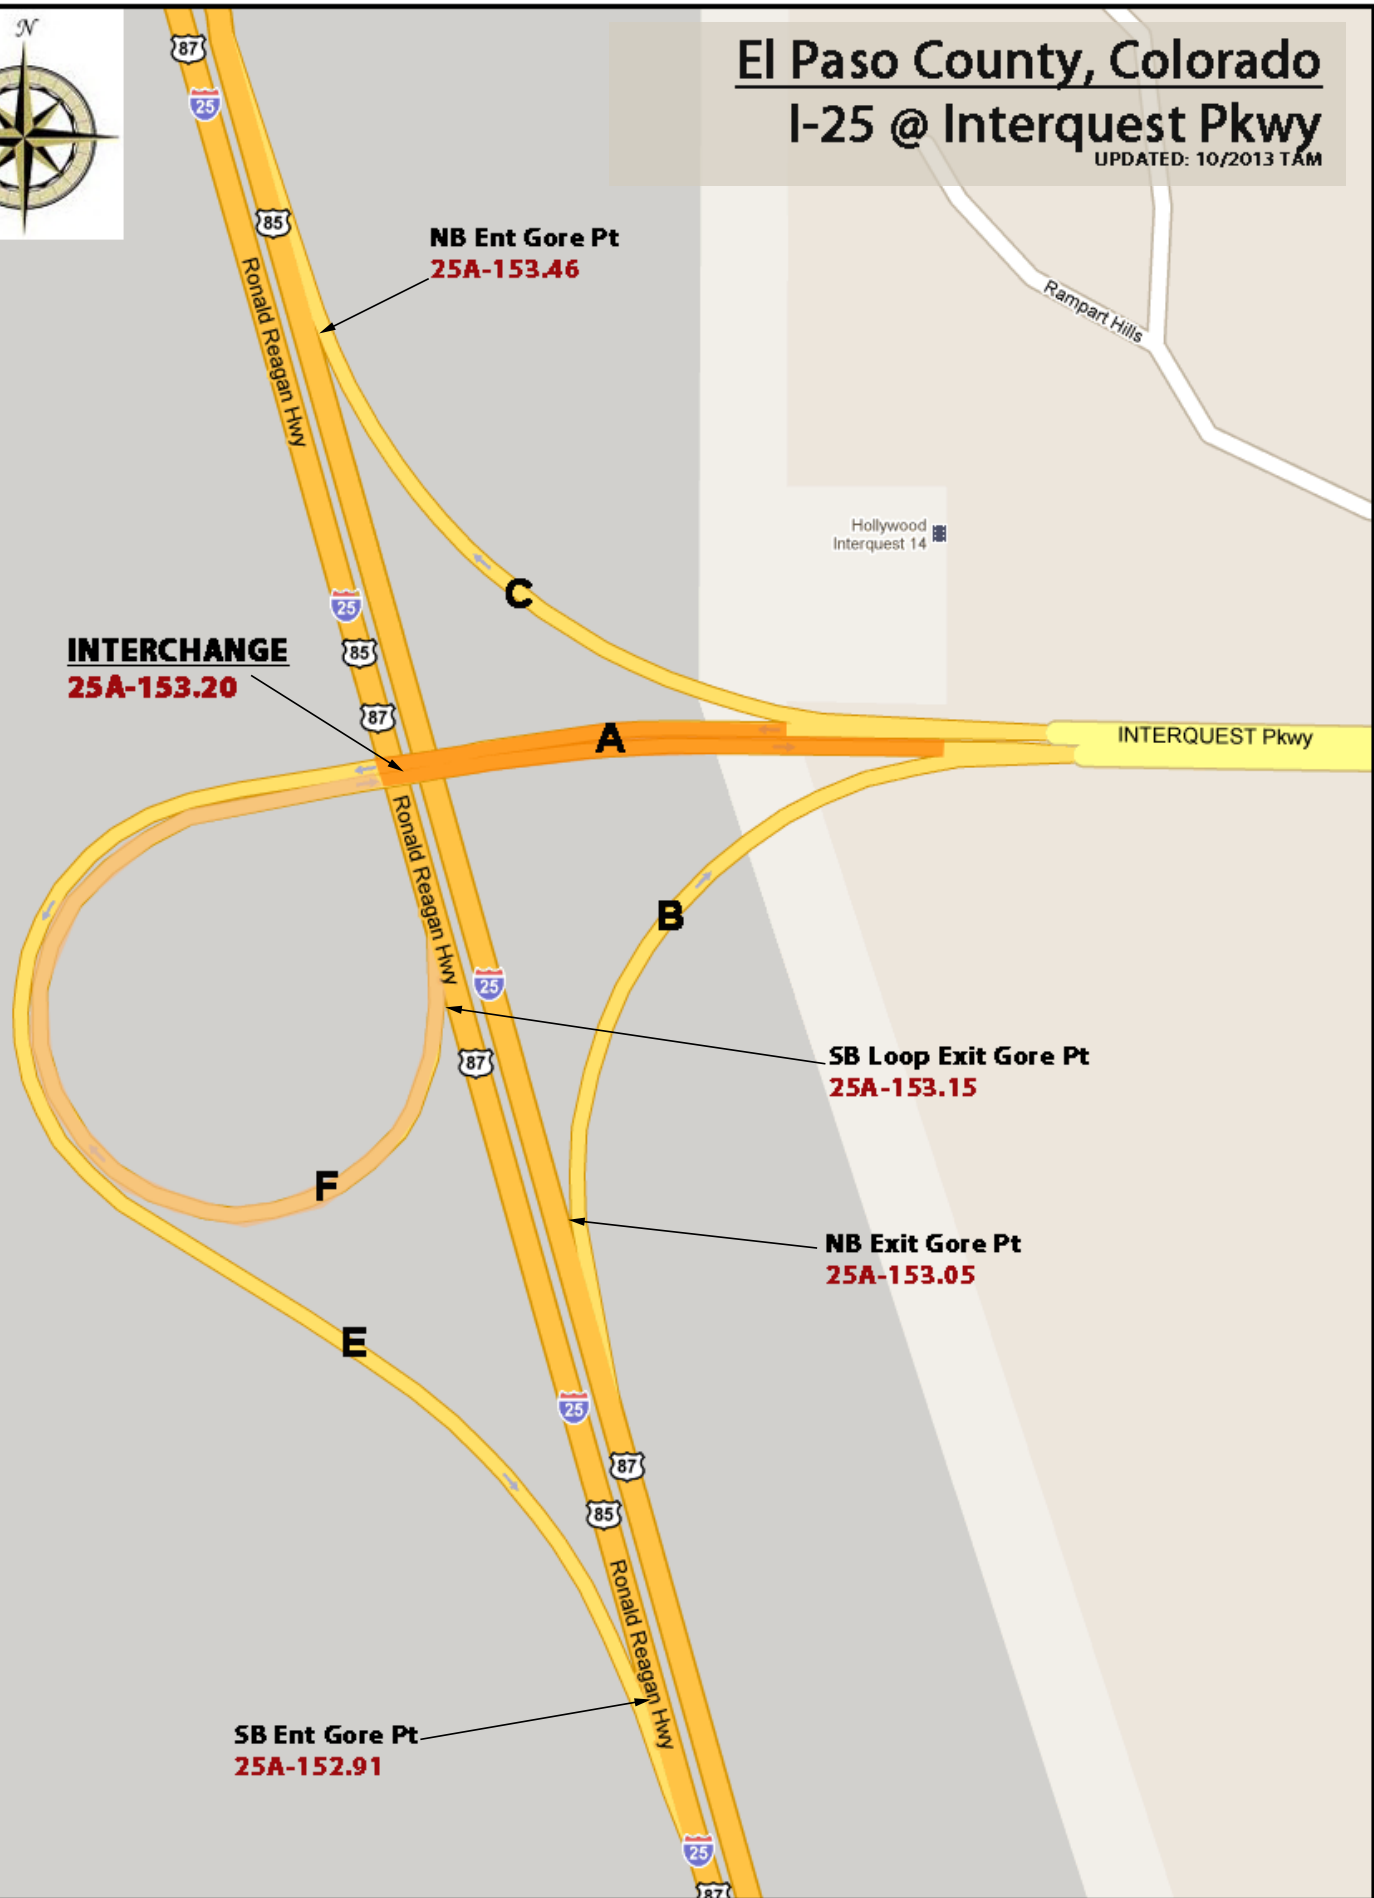 N
El Paso County, Colorado
I-25 @ Interquest Pkwy
UPDATED: 10/2013 TAM
87
25
85
NB Ent Gore Pt
25A-153.46
Ronald Reagan Hwy
Rampart Hills
Hollywood
Interquest 14
C
25
INTERCHANGE
25A-153.20
85
87
A
INTERQUEST Pkwy
Ronald Reagan Hwy
B
25
SB Loop Exit Gore Pt
25A-153.15
87
F
NB Exit Gore Pt
25A-153.05
E
25
87
85
Ronald Reagan Hwy
SB Ent Gore Pt
25A-152.91
25
87